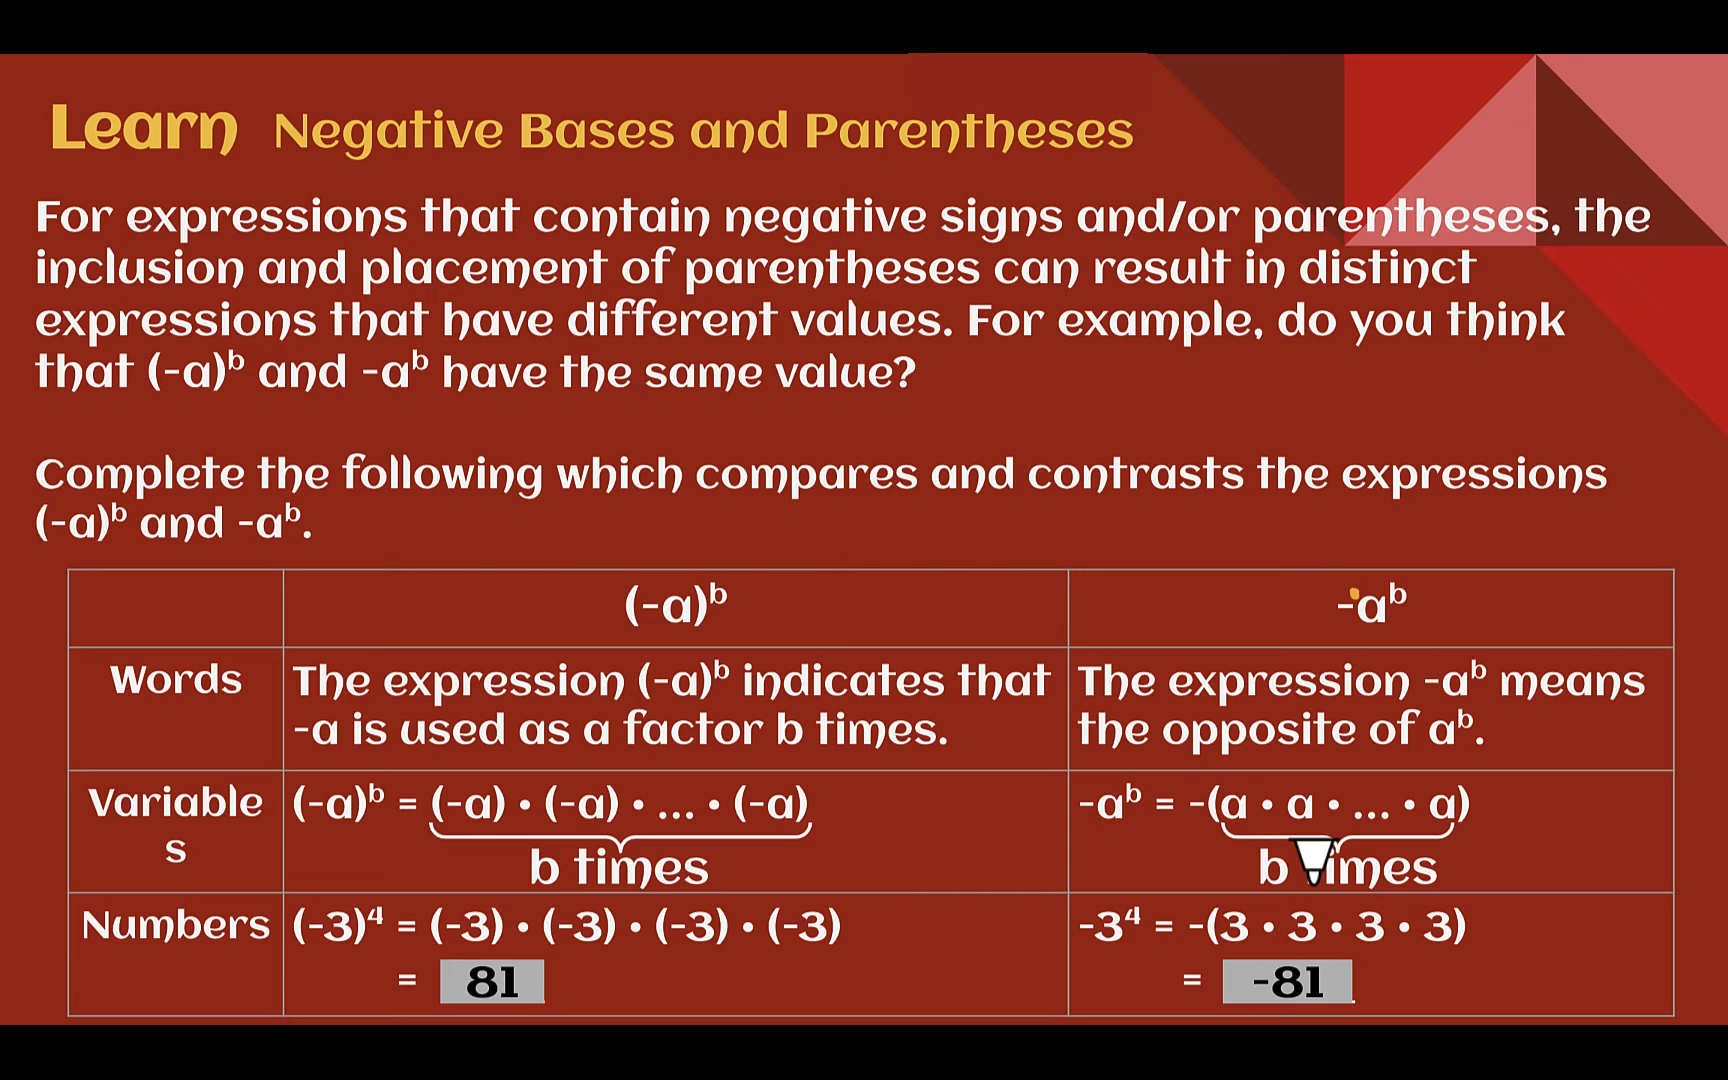 Learn Negative Bases and Parentheses
For expressions that contain negative signs and/or parentheses, the
inclusion and placement of parentheses can result in distinct
expressions that have different values. For example, do you think
that (-a)ᵇ and -aᵇ have the same value?
Complete the following which compares and contrasts the expressions
(-a)ᵇ and -aᵇ.
(-a)ᵇ
-aᵇ
Words
The expression (-a)ᵇ indicates that
-a is used as a factor b times.
The expression -aᵇ means
the opposite of aᵇ.
Variable
s
(-a)ᵇ = (-a) • (-a) • ... • (-a)
b times
-aᵇ = -(a • a • ... • a)
b times
Numbers
(-3)⁴ = (-3) • (-3) • (-3) • (-3)
= 81
-3⁴ = -(3 • 3 • 3 • 3)
= -81.